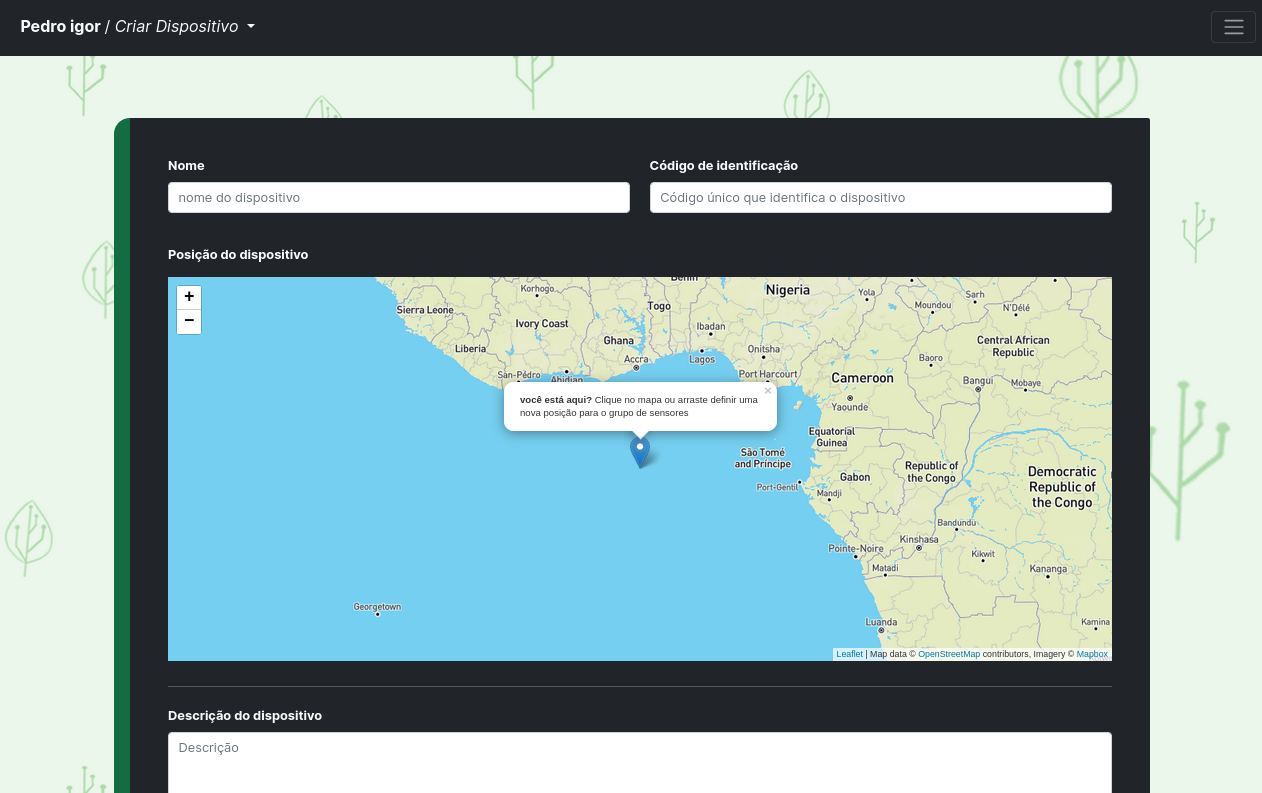 Pedro igor / Criar Dispositivo
Nome
Código de identificação
nome do dispositivo
Código único que identifica o dispositivo
Posição do dispositivo
+
−
Benin
Nigeria
Korhogo
Yola
Sarh
Sierra Leone
Togo
Moundou
N'Délé
Ivory Coast
Ibadan
Ghana
Central African
Republic
Liberia
Onitsha
Accra
Lagos
Baoro
San-Pédro
Abidjan
Port Harcourt
Cameroon
Bangui
Mobaye
×
você está aqui? Clique no mapa ou arraste definir uma
nova posição para o grupo de sensores
Yaounde
Equatorial
Guinea
São Tomé
and Príncipe
Republic of
the Congo
Democratic
Republic of
the Congo
Gabon
Port-Gentil
Mandji
Bandundu
Kinshasa
Pointe-Noire
Kikwit
Matadi
Kananga
Georgetown
Luanda
Kamina
Leaflet | Map data © OpenStreetMap contributors, Imagery © Mapbox
Descrição do dispositivo
Descrição